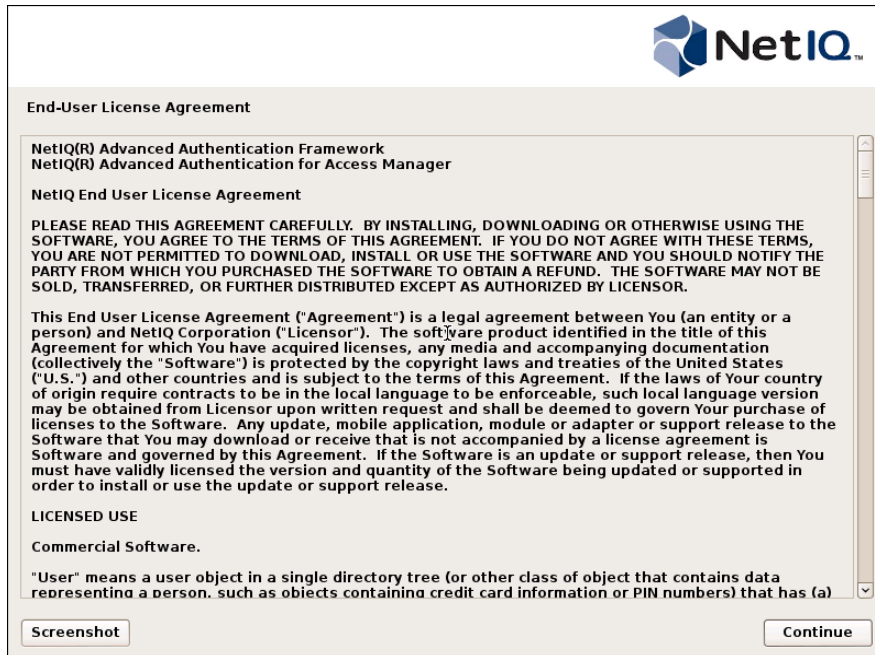 NetIQ™
End-User License Agreement
NetIQ(R) Advanced Authentication Framework
NetIQ(R) Advanced Authentication for Access Manager
NetIQ End User License Agreement
PLEASE READ THIS AGREEMENT CAREFULLY.  BY INSTALLING, DOWNLOADING OR OTHERWISE USING THE
SOFTWARE, YOU AGREE TO THE TERMS OF THIS AGREEMENT.  IF YOU DO NOT AGREE WITH THESE TERMS,
YOU ARE NOT PERMITTED TO DOWNLOAD, INSTALL OR USE THE SOFTWARE AND YOU SHOULD NOTIFY THE
PARTY FROM WHICH YOU PURCHASED THE SOFTWARE TO OBTAIN A REFUND.  THE SOFTWARE MAY NOT BE
SOLD, TRANSFERRED, OR FURTHER DISTRIBUTED EXCEPT AS AUTHORIZED BY LICENSOR.
This End User License Agreement ("Agreement") is a legal agreement between You (an entity or a
person) and NetIQ Corporation ("Licensor").  The software product identified in the title of this
Agreement for which You have acquired licenses, any media and accompanying documentation
(collectively the "Software") is protected by the copyright laws and treaties of the United States
("U.S.") and other countries and is subject to the terms of this Agreement.  If the laws of Your country
of origin require contracts to be in the local language to be enforceable, such local language version
may be obtained from Licensor upon written request and shall be deemed to govern Your purchase of
licenses to the Software.  Any update, mobile application, module or adapter or support release to the
Software that You may download or receive that is not accompanied by a license agreement is
Software and governed by this Agreement.  If the Software is an update or support release, then You
must have validly licensed the version and quantity of the Software being updated or supported in
order to install or use the update or support release.
LICENSED USE
Commercial Software.
"User" means a user object in a single directory tree (or other class of object that contains data
representing a person, such as objects containing credit card information or PIN numbers) that has (a)
Screenshot
Continue